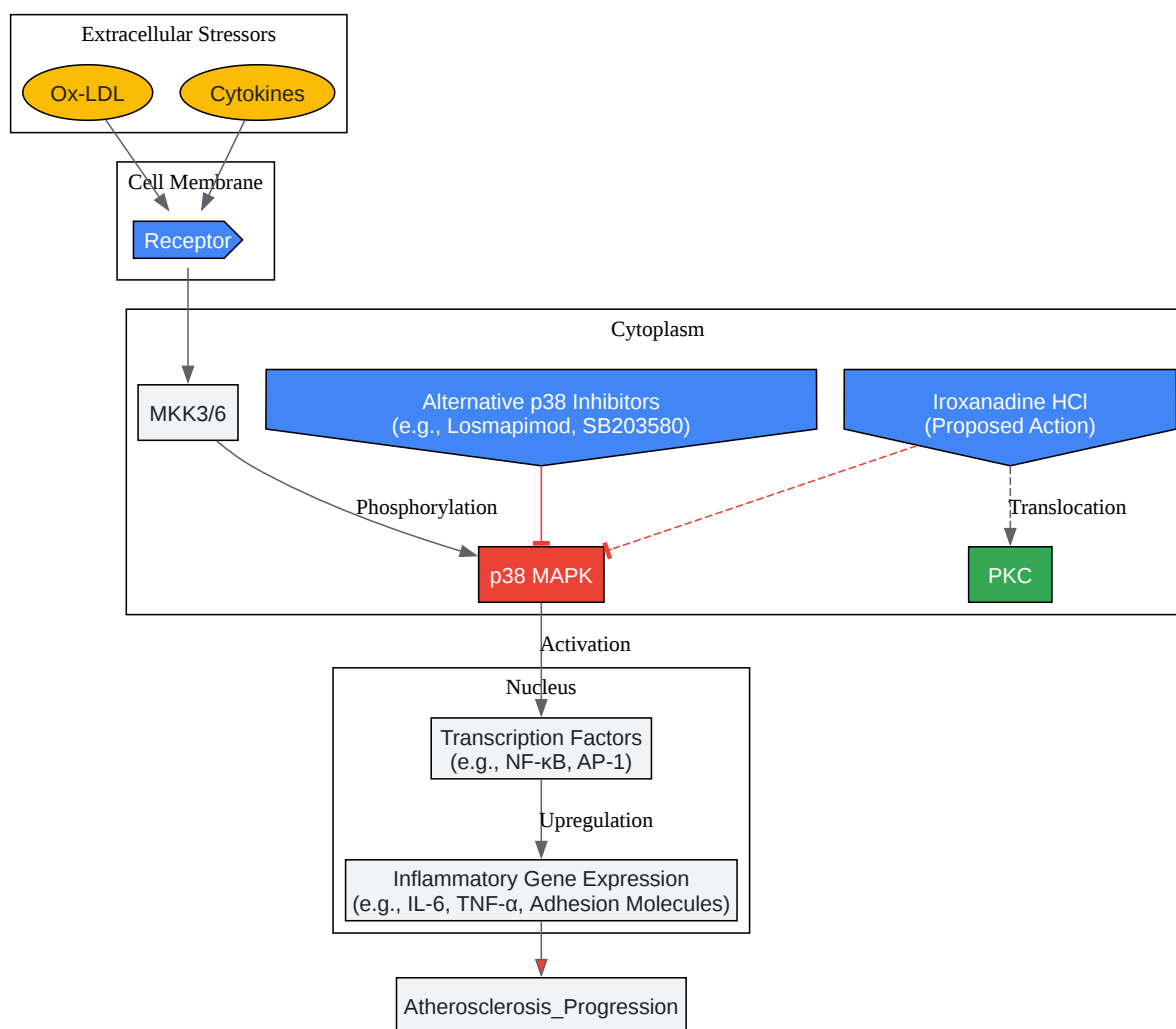 Extracellular Stressors
Ox-LDL
Cytokines
Cell Membrane
Receptor
Cytoplasm
MKK3/6
Alternative p38 Inhibitors
(e.g., Losmapimod, SB203580)
Iroxanadine HCl
(Proposed Action)
Phosphorylation
Translocation
p38 MAPK
PKC
Activation
Nucleus
Transcription Factors
(e.g., NF-κB, AP-1)
Upregulation
Inflammatory Gene Expression
(e.g., IL-6, TNF-α, Adhesion Molecules)
Atherosclerosis_Progression